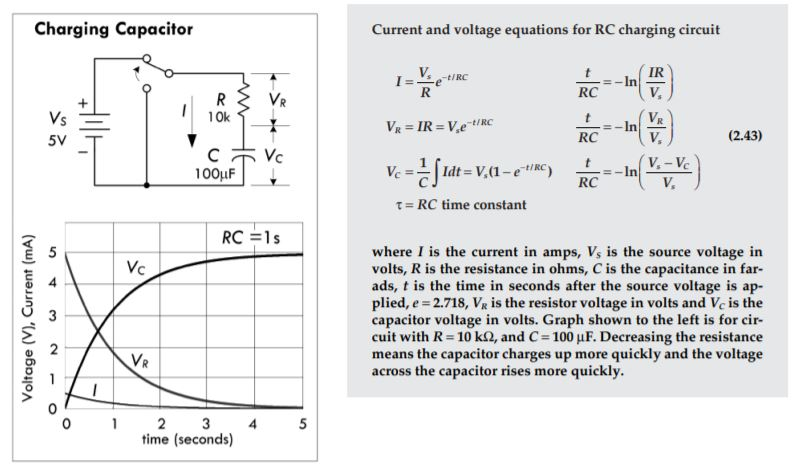 Charging Capacitor
Vs
5V
+
–
I
R
10k
VR
C
100μF
Vc
Voltage (V), Current (mA)
RC = 1s
5
4
3
2
1
0
Vc
VR
I
0 1 2 3 4 5
time (seconds)
Current and voltage equations for RC charging circuit
I = Vs/R e^−t/RC
t/RC = −ln(IR/Vs)
VR = IR = Vse^−t/RC
t/RC = −ln(VR/Vs)
(2.43)
Vc = 1/C ∫ Idt = Vs(1 − e^−t/RC)
t/RC = −ln((Vs − Vc)/Vs)
τ = RC time constant
where I is the current in amps, Vs is the source voltage in
volts, R is the resistance in ohms, C is the capacitance in far-
ads, t is the time in seconds after the source voltage is ap-
plied, e = 2.718, VR is the resistor voltage in volts and Vc is the
capacitor voltage in volts. Graph shown to the left is for cir-
cuit with R = 10 kΩ, and C = 100 μF. Decreasing the resistance
means the capacitor charges up more quickly and the voltage
across the capacitor rises more quickly.